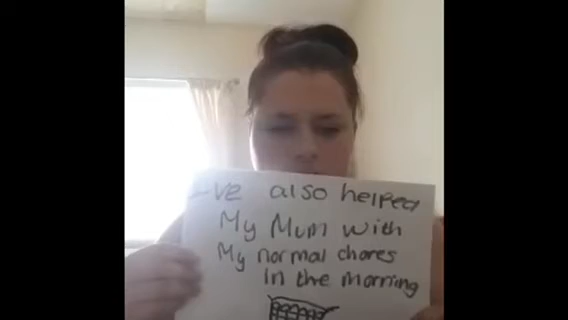 I've also helped
My Mum with
My normal chores
in the morning